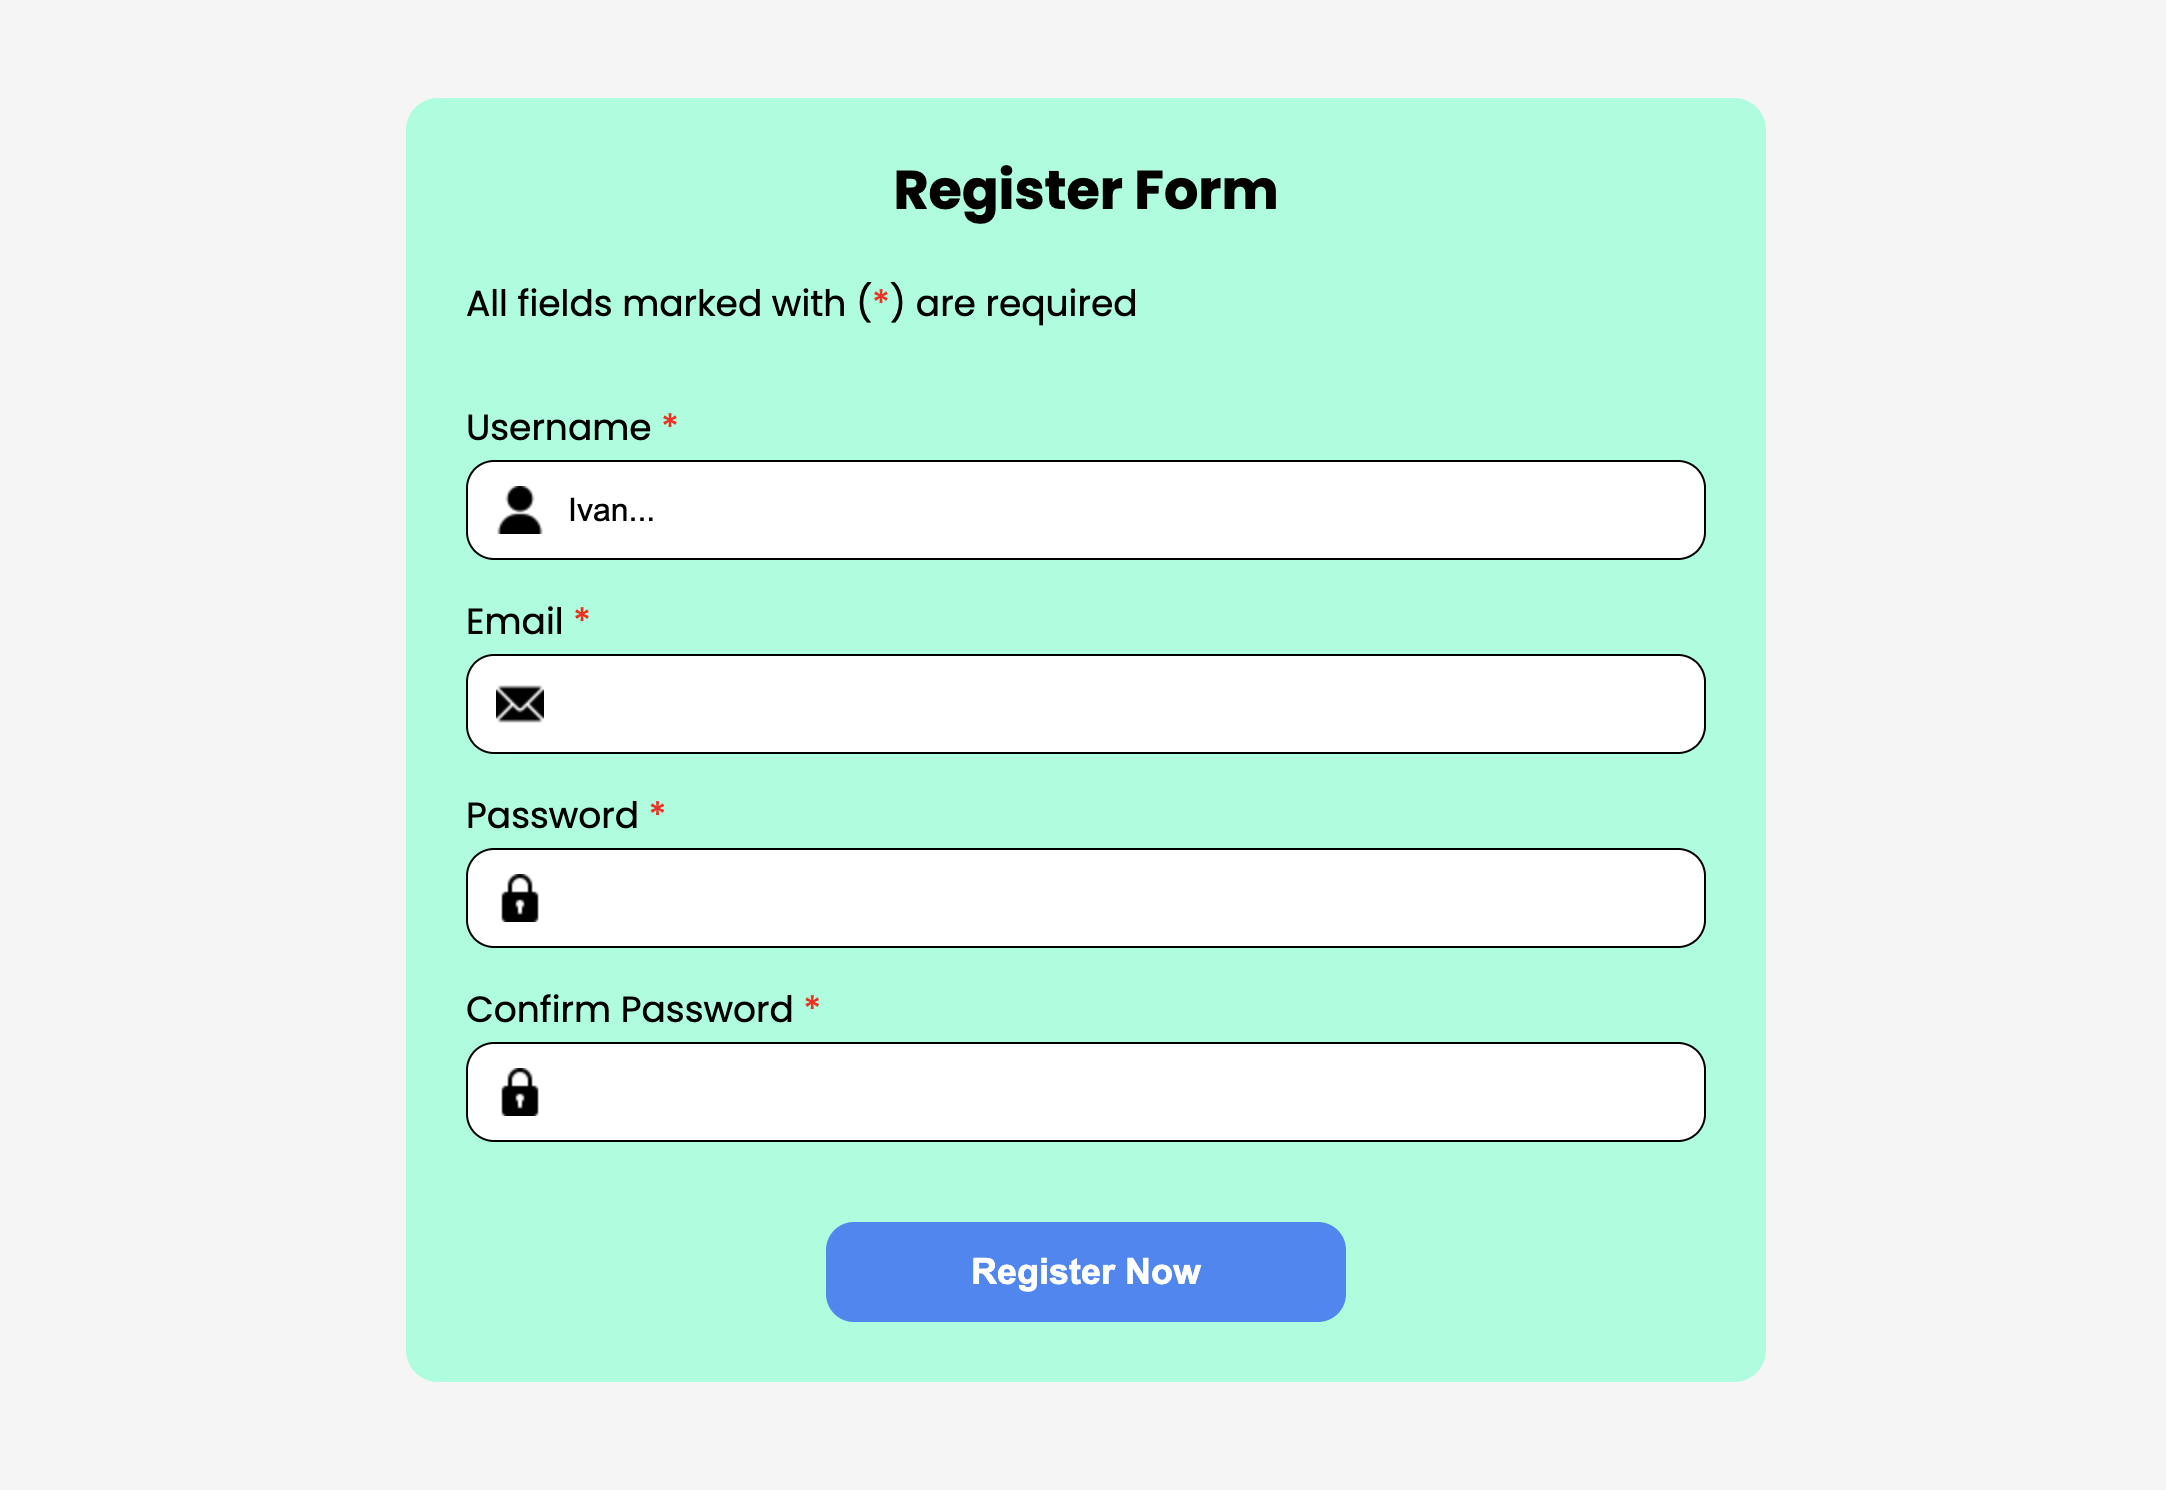 Register Form
All fields marked with (*) are required
Username *
Ivan...
Email *
Password *
Confirm Password *
Register Now